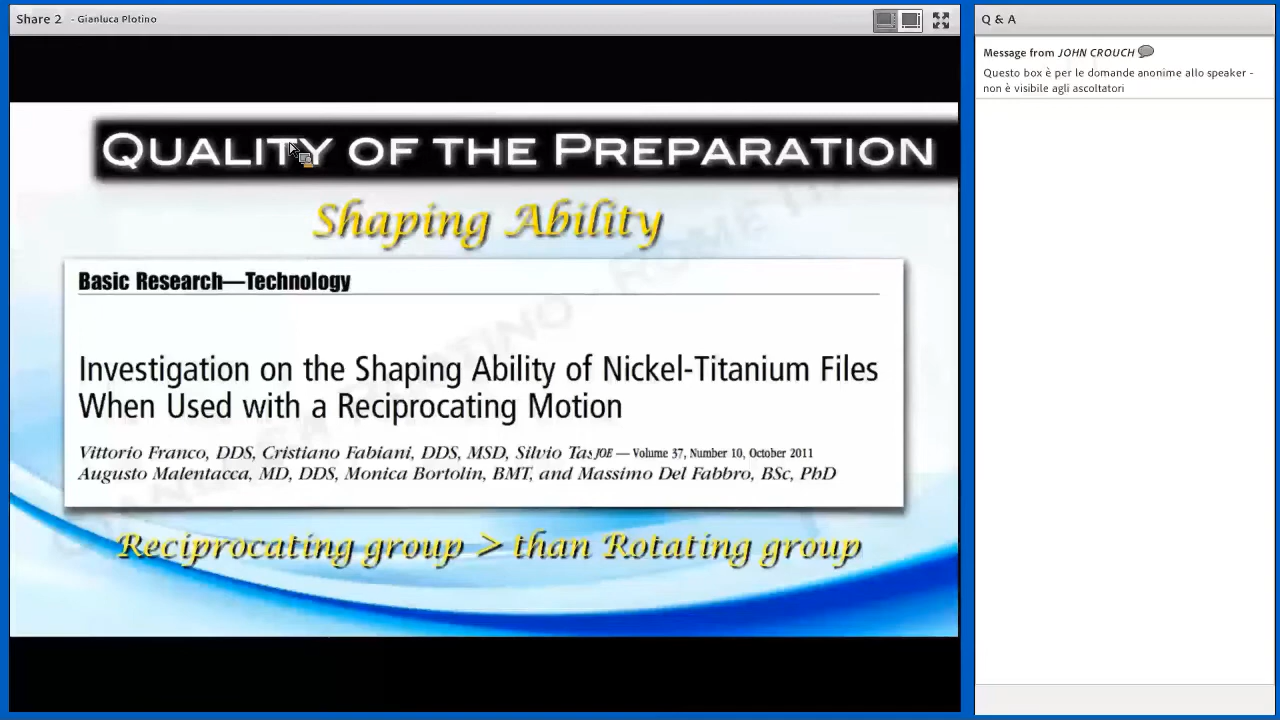 Share 2 - Gianluca Plotino
QUALITY OF THE PREPARATION
Shaping Ability
Basic Research—Technology
Investigation on the Shaping Ability of Nickel-Titanium Files
When Used with a Reciprocating Motion
Vittorio Franco, DDS, Cristiano Fabiani, DDS, MSD, Silvio JOE — Volume 37, Number 10, October 2011
Augusto Malentacca, MD, DDS, Monica Bortolin, BMT, and Massimo Del Fabbro, BSc, PhD
Reciprocating group > than Rotating group
Q & A
Message from JOHN CROUCH
Questo box è per le domande anonime allo speaker -
non è visibile agli ascoltatori